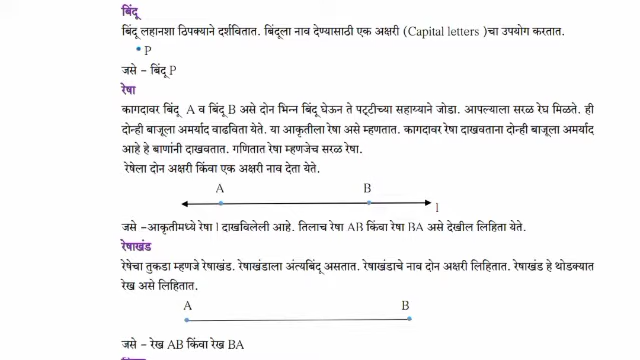 बिंदू
बिंदू लहानशा ठिपक्याने दर्शवितात. बिंदूला नाव देण्यासाठी एक अक्षरी (Capital letters) चा उपयोग करतात.
P
जसे – बिंदू P
रेषा
कागदावर बिंदू A व बिंदू B असे दोन भिन्न बिंदू घेऊन ते पट्टीच्या सहाय्याने जोडा. आपल्याला सरळ रेघ मिळते. ही
दोन्ही बाजूला अमर्याद वाढविता येते. या आकृतीला रेषा असे म्हणतात. कागदावर रेषा दाखवताना दोन्ही बाजूला अमर्याद
आहे हे बाणांनी दाखवतात. गणितात रेषा म्हणजेच सरळ रेषा.
रेषेला दोन अक्षरी किंवा एक अक्षरी नाव देता येते.
A B
l
जसे -आकृतीमध्ये रेषा l दाखविलेली आहे. तिलाच रेषा AB किंवा रेषा BA असे देखील लिहिता येते.
रेषाखंड
रेषेचा तुकडा म्हणजे रेषाखंड. रेषाखंडाला अंत्यबिंदू असतात. रेषाखंडाचे नाव दोन अक्षरी लिहितात. रेषाखंड हे थोडक्यात
रेख असे लिहितात.
A B
जसे – रेख AB किंवा रेख BA